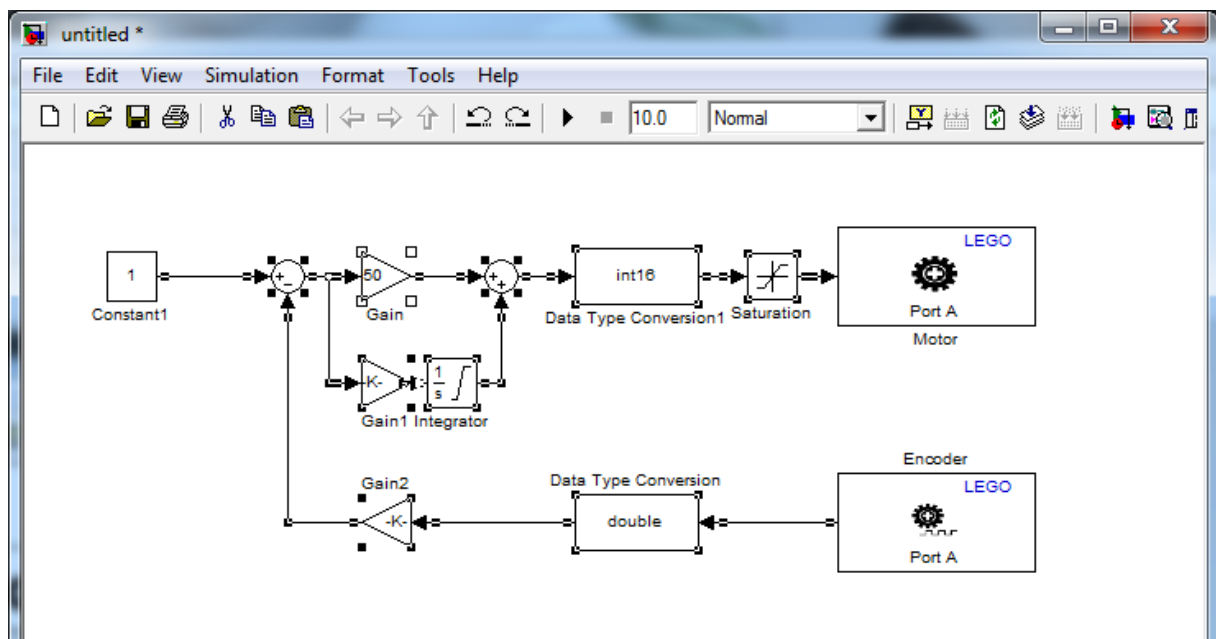 untitled *
File Edit View Simulation Format Tools Help
10.0 Normal
LEGO
1
50
int16
Port A
Constant1
Gain
Data Type Conversion1
Saturation
Motor
-K-
1
s
Gain1
Integrator
Encoder
Gain2
Data Type Conversion
LEGO
-K-
double
Port A